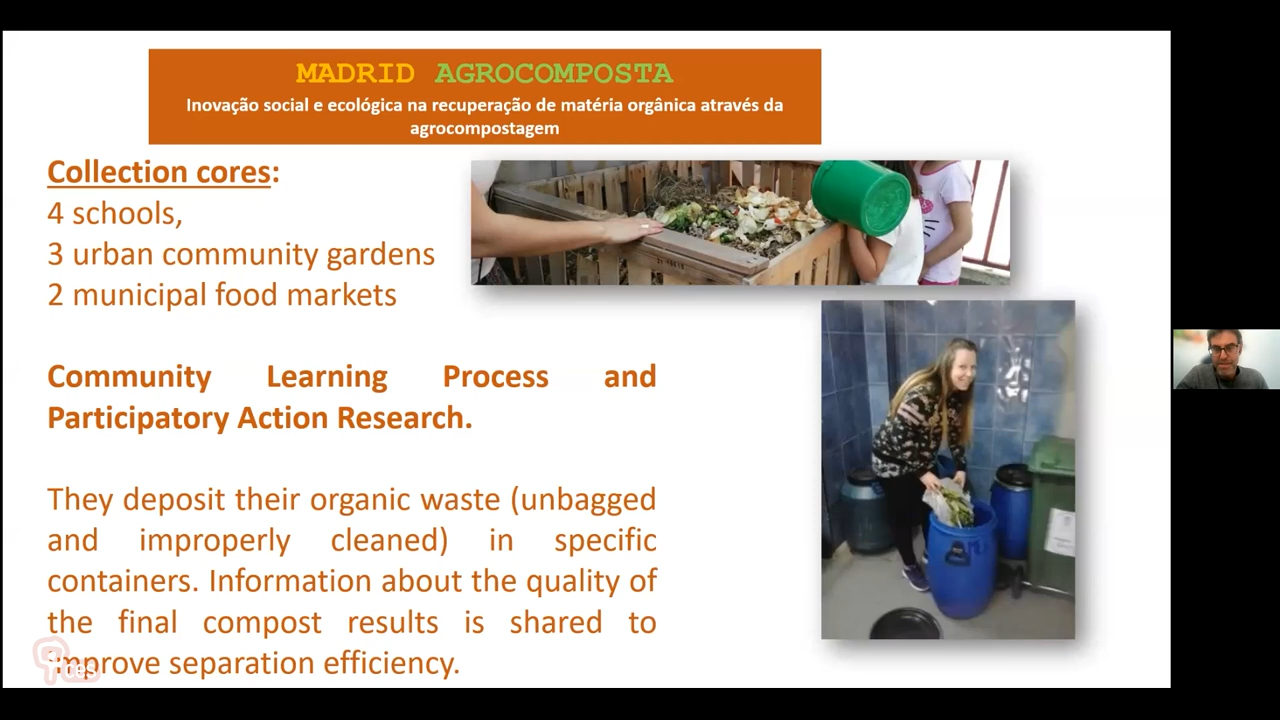 MADRID AGROCOMPOSTA
Inovação social e ecológica na recuperação de matéria orgânica através da
agrocompostagem
Collection cores:
4 schools,
3 urban community gardens
2 municipal food markets
Community Learning Process and
Participatory Action Research.
They deposit their organic waste (unbagged
and improperly cleaned) in specific
containers. Information about the quality of
the final compost results is shared to
improve separation efficiency.
ces